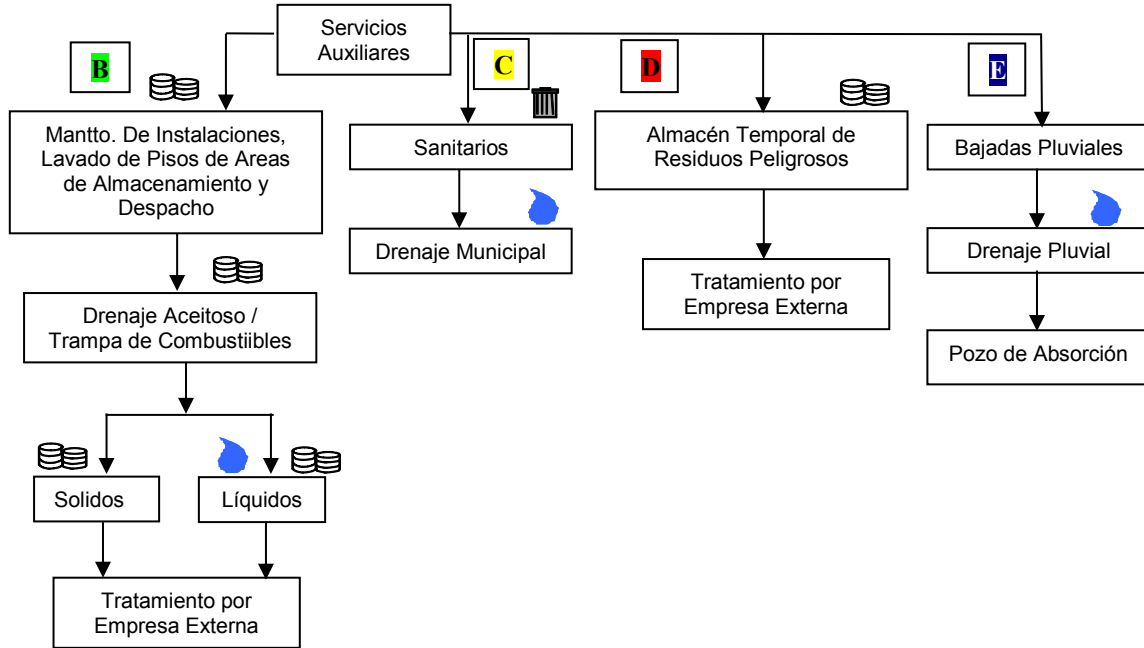 Servicios
Auxiliares
B
C
D
E
Mantto. De Instalaciones,
Lavado de Pisos de Areas
de Almacenamiento y
Despacho
Sanitarios
Almacén Temporal de
Residuos Peligrosos
Bajadas Pluviales
Drenaje Municipal
Drenaje Pluvial
Tratamiento por
Empresa Externa
Drenaje Aceitoso /
Trampa de Combustiibles
Pozo de Absorción
Solidos
Líquidos
Tratamiento por
Empresa Externa